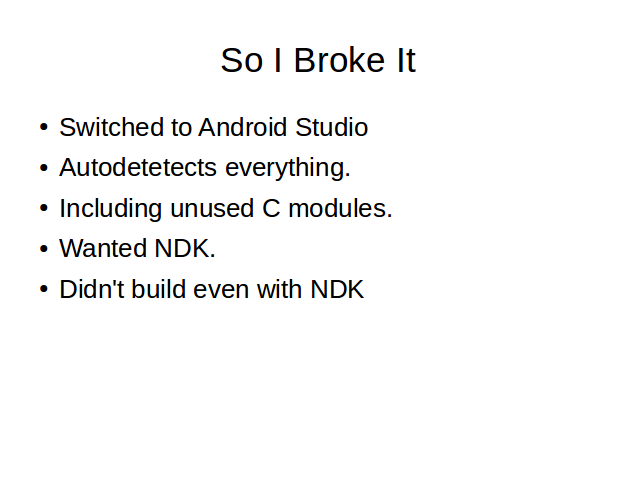 So I Broke It
• Switched to Android Studio
• Autodetetects everything.
• Including unused C modules.
• Wanted NDK.
• Didn't build even with NDK